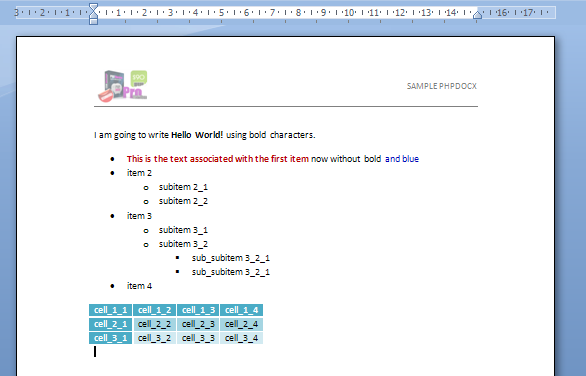 3 2 1 1 2 3 4 5 6 7 8 9 10 11 12 13 14 16 17
PRO
Pro
SAMPLE PHPDOCX
I am going to write Hello World! using bold characters.
• This is the text associated with the first item now without bold and blue
• item 2
o subitem 2_1
o subitem 2_2
• item 3
o subitem 3_1
o subitem 3_2
▪ sub_subitem 3_2_1
▪ sub_subitem 3_2_1
• item 4
cell_1_1 cell_1_2 cell_1_3 cell_1_4
cell_2_1 cell_2_2 cell_2_3 cell_2_4
cell_3_1 cell_3_2 cell_3_3 cell_3_4